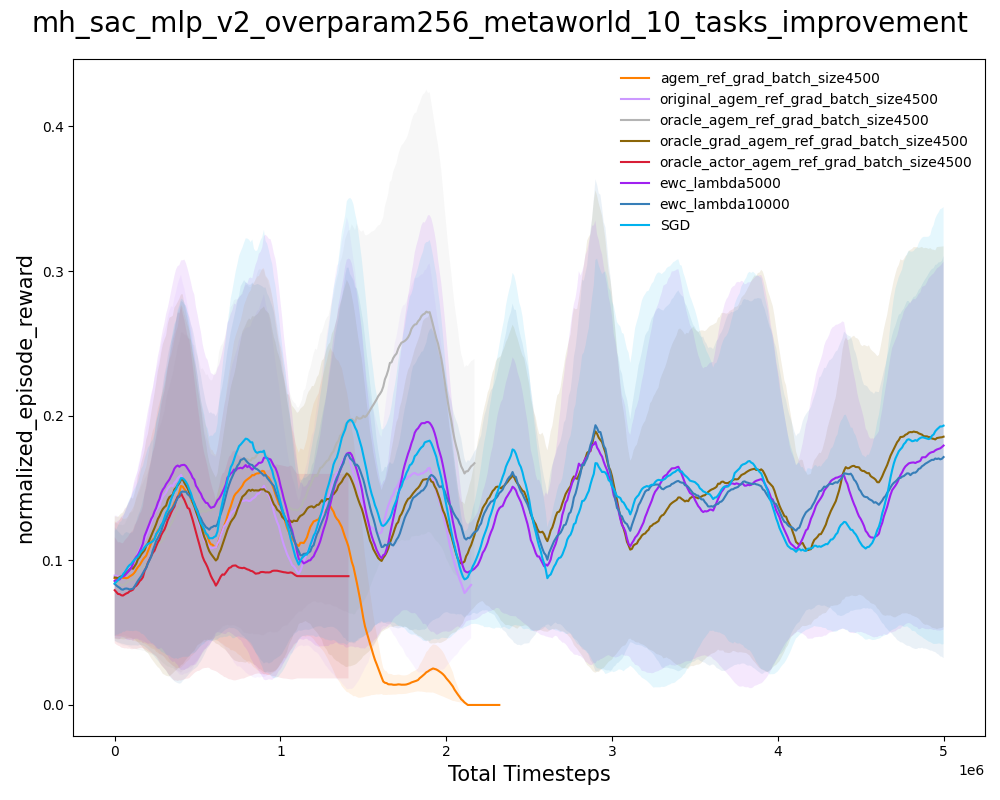 mh_sac_mlp_v2_overparam256_metaworld_10_tasks_improvement
agem_ref_grad_batch_size4500
original_agem_ref_grad_batch_size4500
oracle_agem_ref_grad_batch_size4500
oracle_grad_agem_ref_grad_batch_size4500
oracle_actor_agem_ref_grad_batch_size4500
ewc_lambda5000
ewc_lambda10000
SGD
normalized_episode_reward
0.4
0.3
0.2
0.1
0.0
0 1 2 3 4 5
1e6
Total Timesteps